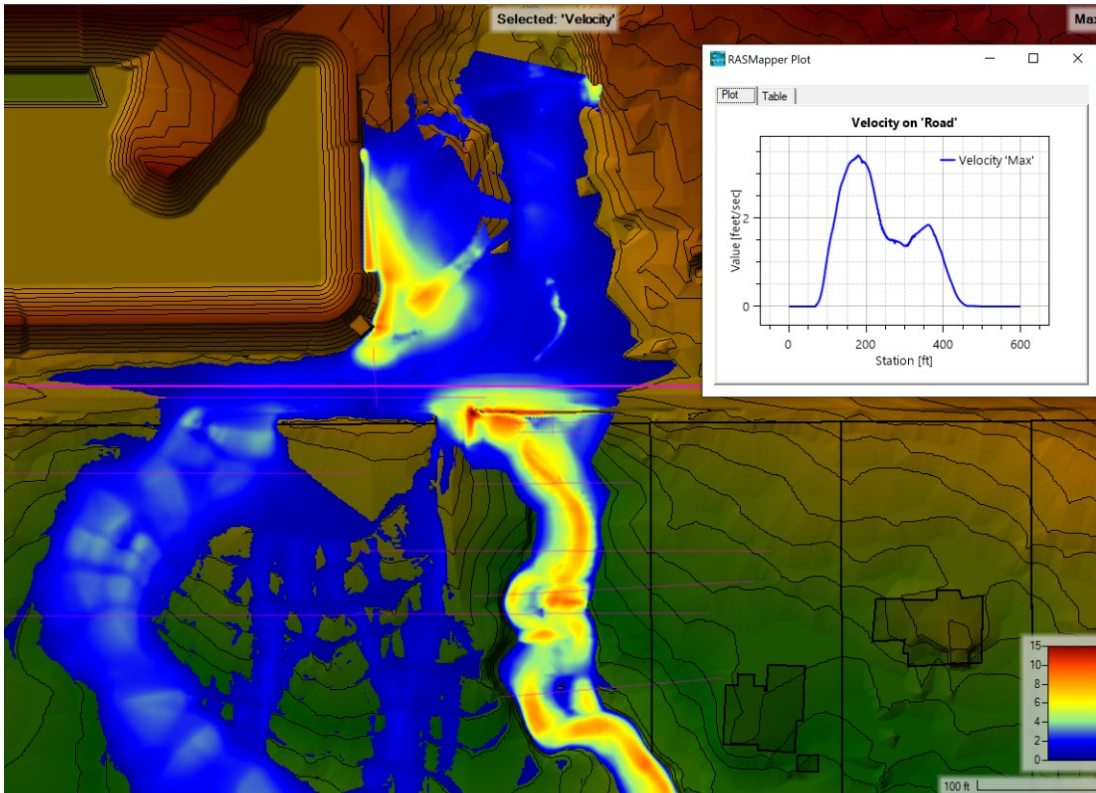 Selected: 'Velocity'
Max
RASMapper Plot
Plot Table
Velocity on 'Road'
Velocity 'Max'
Value [feet/sec]
2
0
0 200 400 600
Station [ft]
15
10
8
6
4
2
0
100 ft